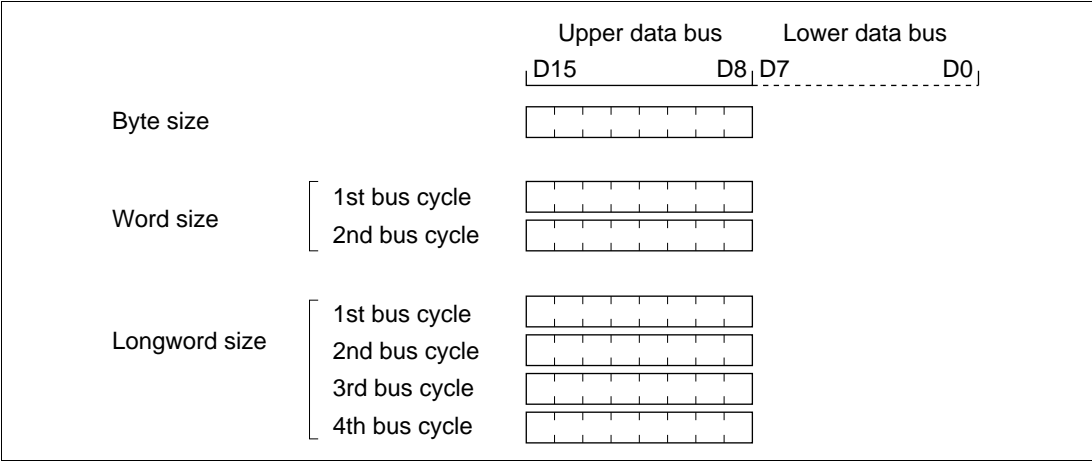 Upper data bus Lower data bus
D15 D8 D7 D0
Byte size
Word size
1st bus cycle
2nd bus cycle
Longword size
1st bus cycle
2nd bus cycle
3rd bus cycle
4th bus cycle